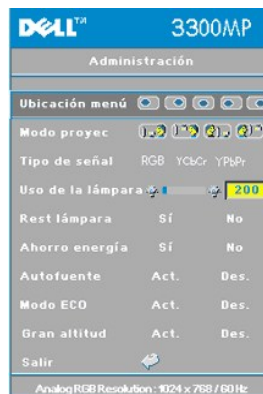 DELL™ 3300MP
Administración
Ubicación menú
Modo proyec
Tipo de señal RGB YCbCr YPbPr
Uso de la lámpara 200
Rest lámpara Sí No
Ahorro energía Sí No
Autofuente Act. Des.
Modo ECO Act. Des.
Gran altitud Act. Des.
Salir
Analog RGB Resolution : 1024 x 768 / 60 Hz